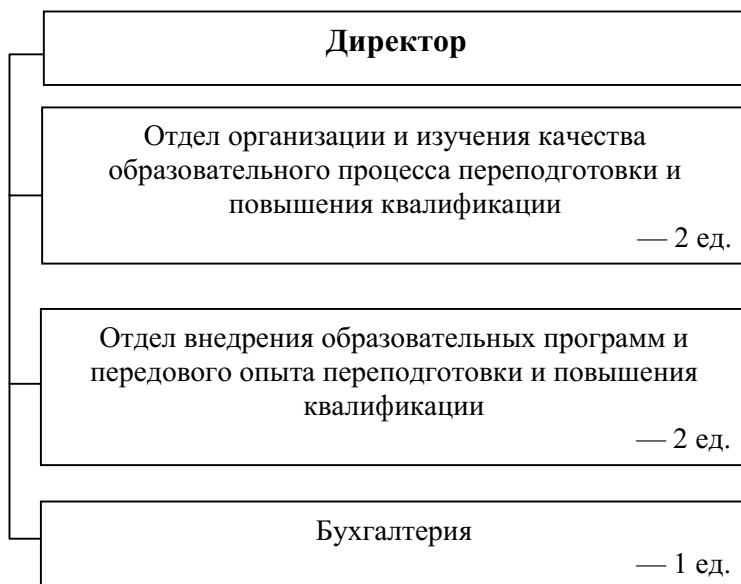 Директор
Отдел организации и изучения качества
образовательного процесса переподготовки и
повышения квалификации
— 2 ед.
Отдел внедрения образовательных программ и
передового опыта переподготовки и повышения
квалификации
— 2 ед.
Бухгалтерия
— 1 ед.